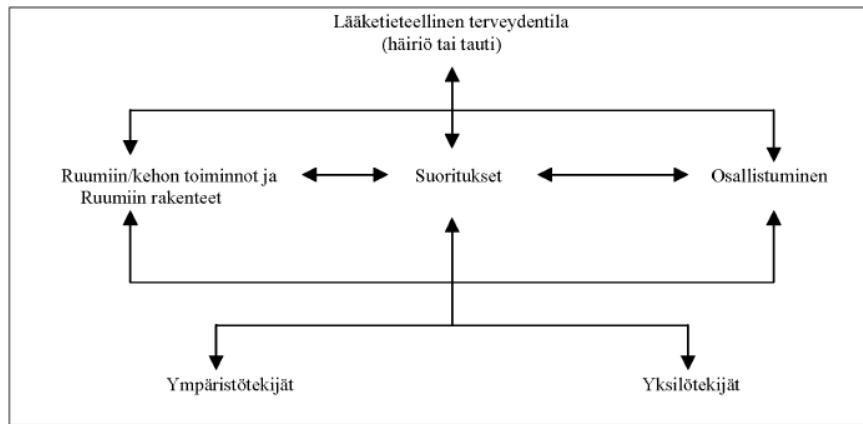 Lääketieteellinen terveydentila
(häiriö tai tauti)
Ruumiin/kehon toiminnot ja
Ruumiin rakenteet
Suoritukset
Osallistuminen
Ympäristötekijät
Yksilötekijät